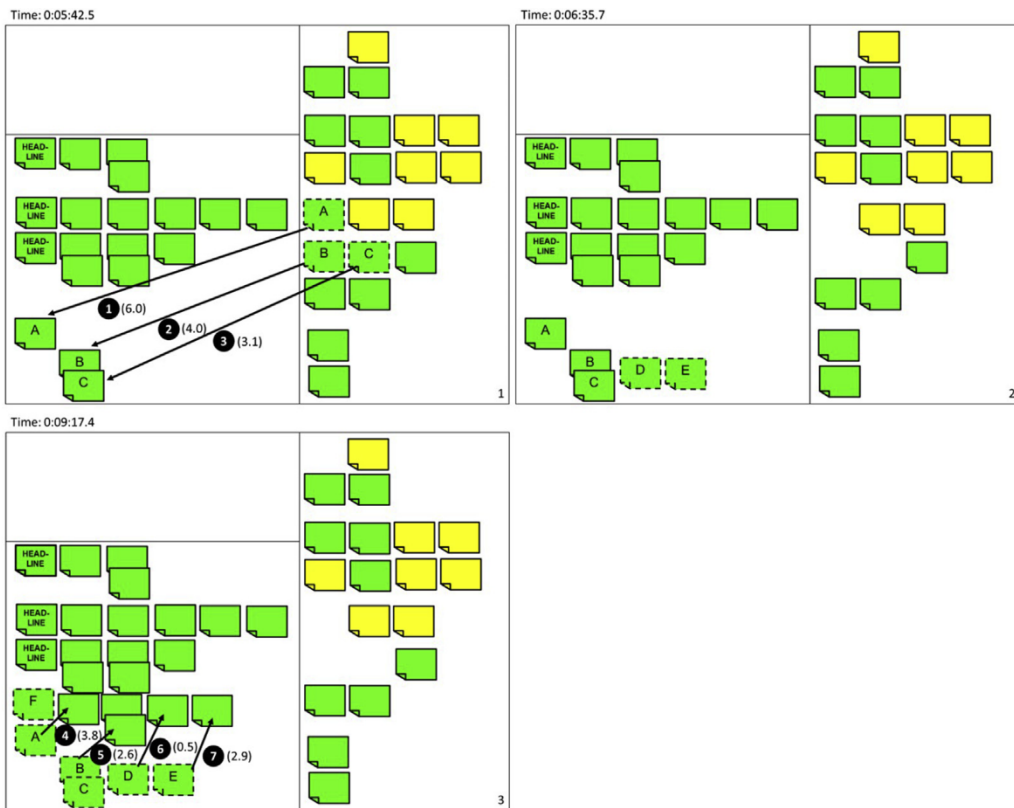 Time: 0:05:42.5
HEAD-
LINE
HEAD-
LINE
HEAD-
LINE
A
B
C
A
B
C
1 (6.0)
2 (4.0)
3 (3.1)
1
Time: 0:06:35.7
HEAD-
LINE
HEAD-
LINE
HEAD-
LINE
A
B
C
D
E
2
Time: 0:09:17.4
HEAD-
LINE
HEAD-
LINE
HEAD-
LINE
F
A
4 (3.8)
5 (2.6)
6 (0.5)
7 (2.9)
B
C
D
E
3